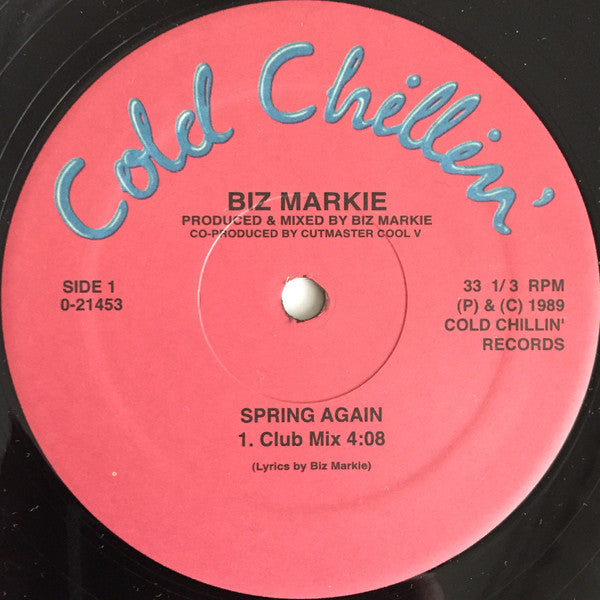 Cold Chillin'
BIZ MARKIE
PRODUCED & MIXED BY BIZ MARKIE
CO-PRODUCED BY CUTMASTER COOL V
SIDE 1
0-21453
33 1/3 RPM
(P) & (C) 1989
COLD CHILLIN'
RECORDS
SPRING AGAIN
1. Club Mix 4:08
(Lyrics by Biz Markie)